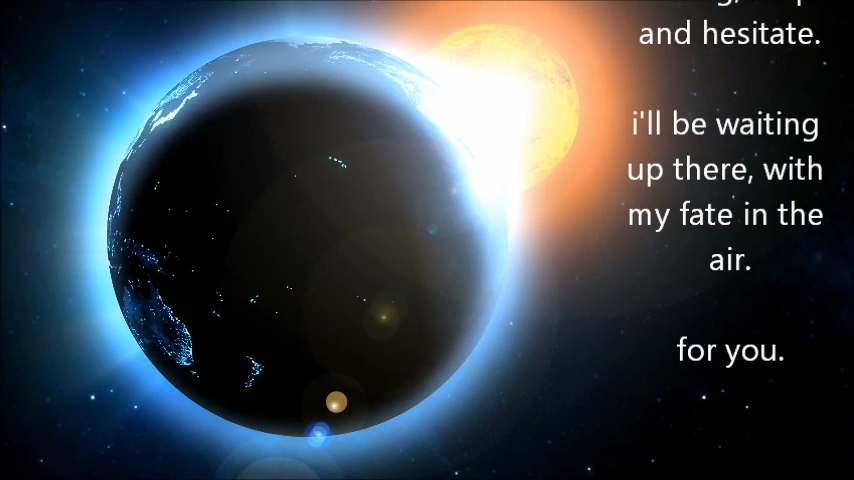 and hesitate.
i'll be waiting
up there, with
my fate in the
air.
for you.